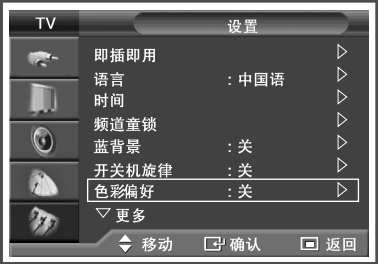 TV
设置
即插即用
语言 : 中国语
时间
频道童锁
蓝背景 : 关
开关机旋律 : 关
色彩偏好 : 关
▽更多
移动 确认 返回